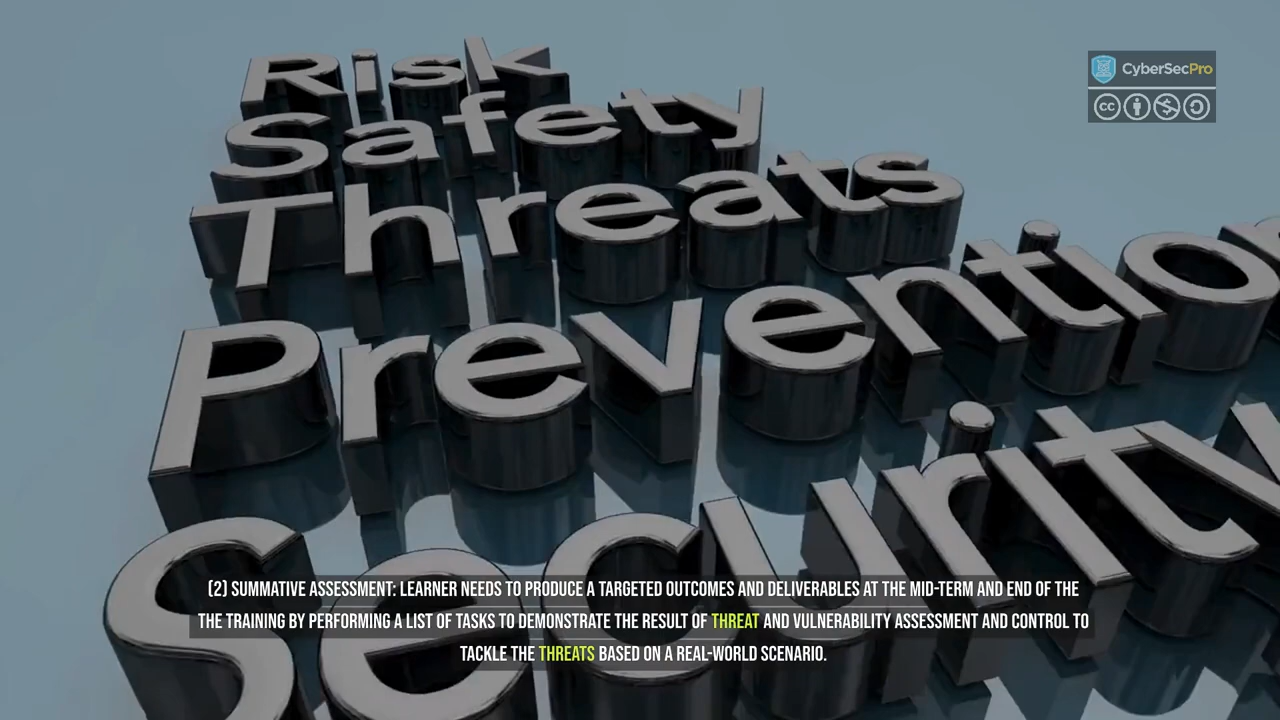 Risk
Safety
Threats
Prevention
Security
CyberSecPro
(2) SUMMATIVE ASSESSMENT: LEARNER NEEDS TO PRODUCE A TARGETED OUTCOMES AND DELIVERABLES AT THE MID-TERM AND END OF THE
THE TRAINING BY PERFORMING A LIST OF TASKS TO DEMONSTRATE THE RESULT OF THREAT AND VULNERABILITY ASSESSMENT AND CONTROL TO
TACKLE THE THREATS BASED ON A REAL-WORLD SCENARIO.